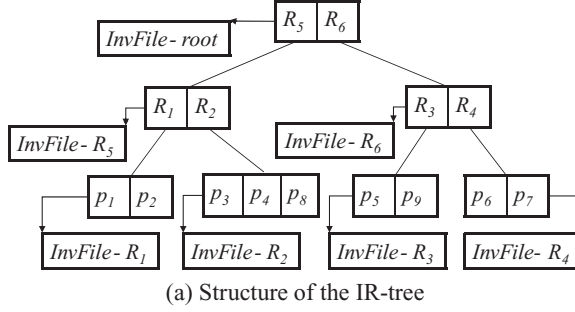 R5 R6
InvFile- root
R1 R2
R3 R4
InvFile- R5
InvFile- R6
p1 p2
p3 p4 p8
p5 p9
p6 p7
InvFile- R1
InvFile- R2
InvFile- R3
InvFile- R4
(a) Structure of the IR-tree